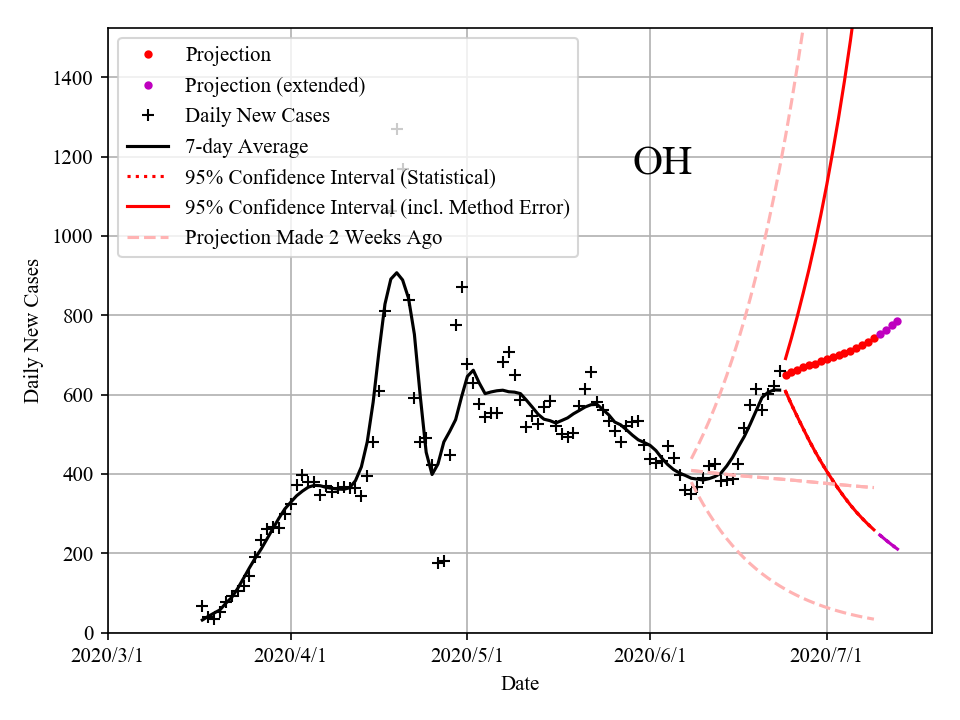 1400
1200
1000
800
600
400
200
0
Daily New Cases
Projection
Projection (extended)
Daily New Cases
7-day Average
95% Confidence Interval (Statistical)
95% Confidence Interval (incl. Method Error)
Projection Made 2 Weeks Ago
OH
2020/3/1 2020/4/1 2020/5/1 2020/6/1 2020/7/1
Date